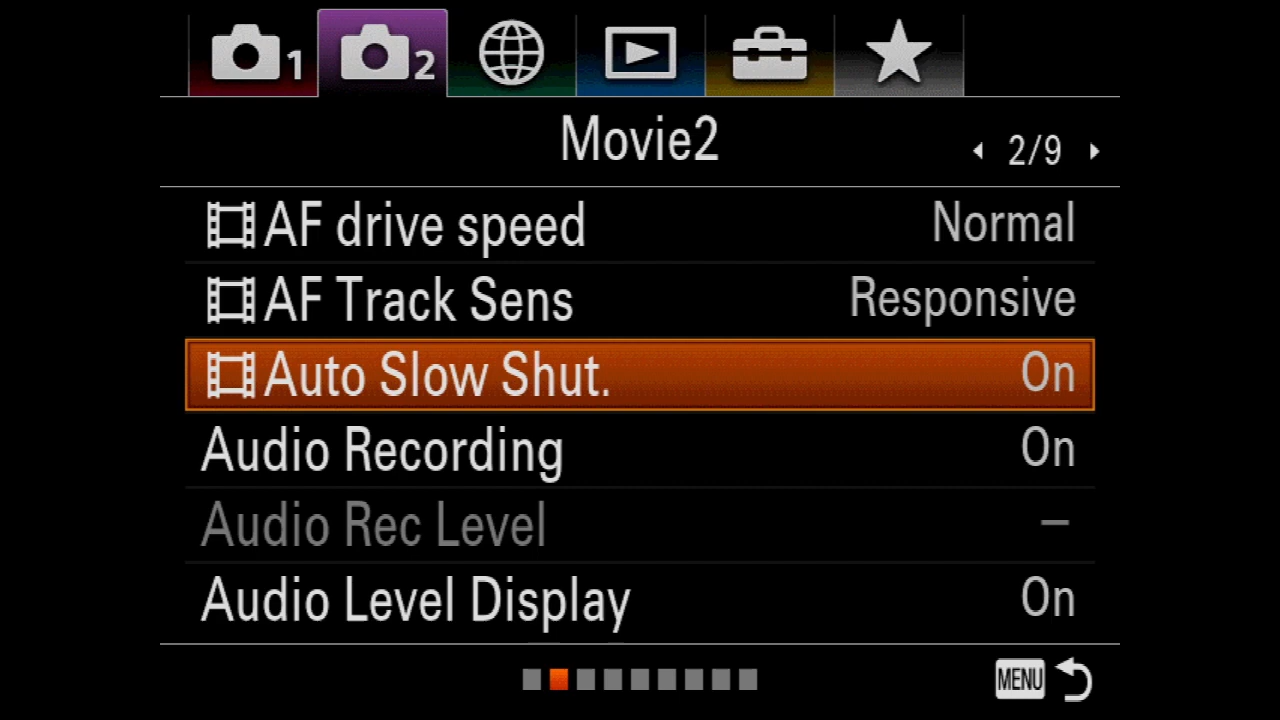 1 2
Movie2 2/9
AF drive speed Normal
AF Track Sens Responsive
Auto Slow Shut. On
Audio Recording On
Audio Rec Level –
Audio Level Display On
MENU